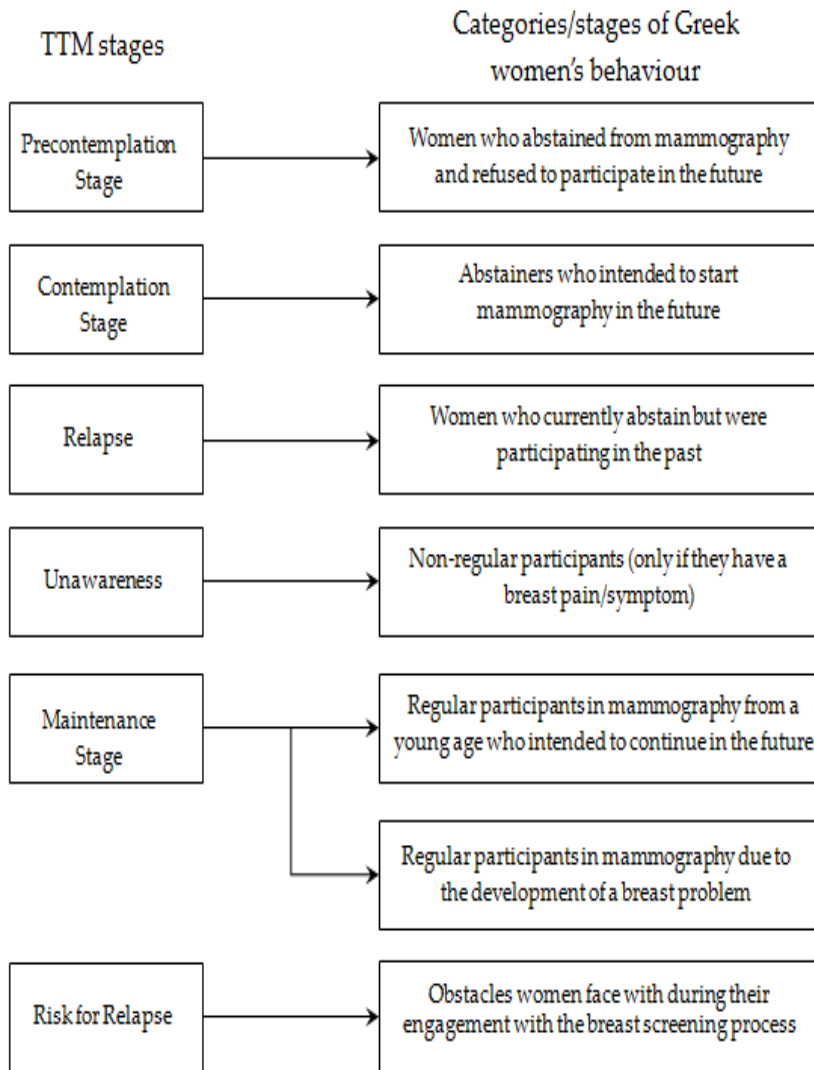 TTM stages
Categories/stages of Greek
women's behaviour
Precontemplation
Stage
Women who abstained from mammography
and refused to participate in the future
Contemplation
Stage
Abstainers who intended to start
mammography in the future
Relapse
Women who currently abstain but were
participating in the past
Unawareness
Non-regular participants (only if they have a
breast pain/symptom)
Maintenance
Stage
Regular participants in mammography from a
young age who intended to continue in the future
Regular participants in mammography due to
the development of a breast problem
Risk for Relapse
Obstacles women face with during their
engagement with the breast screening process